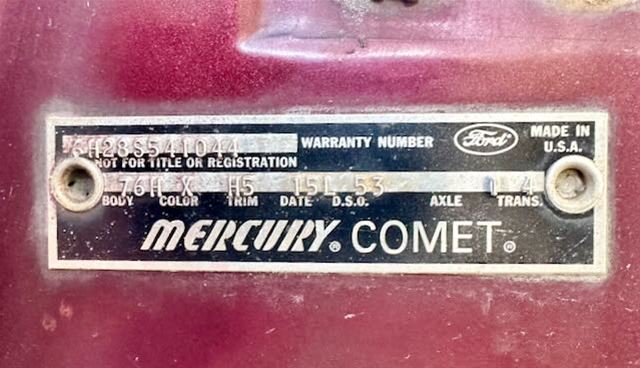 6H28S541044 WARRANTY NUMBER Ford MADE IN U.S.A.
NOT FOR TITLE OR REGISTRATION
76H X H5 15L 53 1 4
BODY COLOR TRIM DATE D.S.O. AXLE TRANS.
MERCURY® COMET®